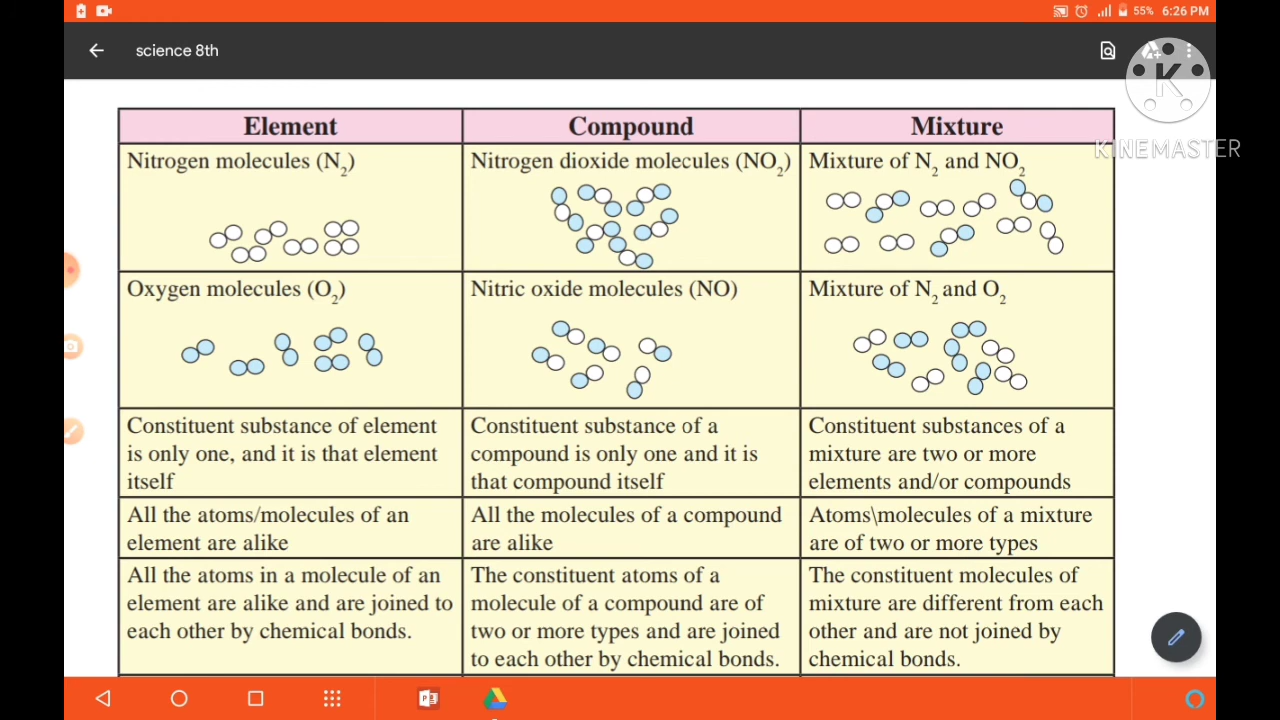 55% 6:26 PM
science 8th
K
KINEMASTER
Element Compound Mixture
Nitrogen molecules (N₂)
Nitrogen dioxide molecules (NO₂)
Mixture of N₂ and NO₂
Oxygen molecules (O₂)
Nitric oxide molecules (NO)
Mixture of N₂ and O₂
Constituent substance of element
is only one, and it is that element
itself
Constituent substance of a
compound is only one and it is
that compound itself
Constituent substances of a
mixture are two or more
elements and/or compounds
All the atoms/molecules of an
element are alike
All the molecules of a compound
are alike
Atoms\molecules of a mixture
are of two or more types
All the atoms in a molecule of an
element are alike and are joined to
each other by chemical bonds.
The constituent atoms of a
molecule of a compound are of
two or more types and are joined
to each other by chemical bonds.
The constituent molecules of
mixture are different from each
other and are not joined by
chemical bonds.